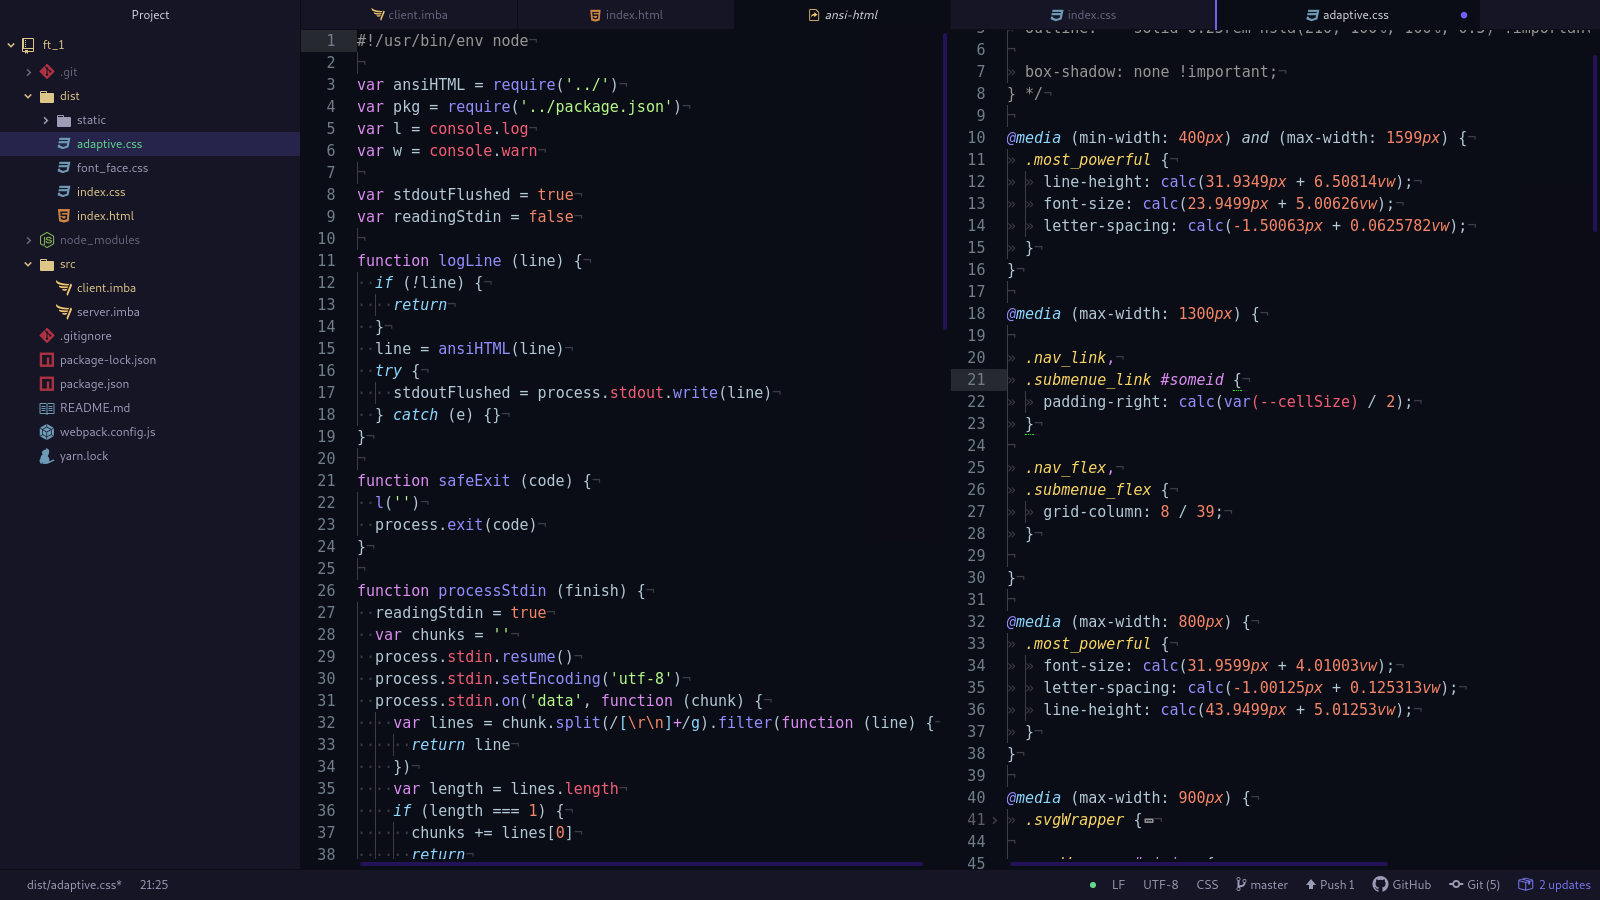 Project
ft_1
.git
dist
static
adaptive.css
font_face.css
index.css
index.html
node_modules
src
client.imba
server.imba
.gitignore
package-lock.json
package.json
README.md
webpack.config.js
yarn.lock
client.imba
index.html
ansi-html
1 #!/usr/bin/env node¬
2 ¬
3 var ansiHTML = require('../')¬
4 var pkg = require('../package.json')¬
5 var l = console.log¬
6 var w = console.warn¬
7 ¬
8 var stdoutFlushed = true¬
9 var readingStdin = false¬
10 ¬
11 function logLine (line) {¬
12 ··if (!line) {¬
13 ····return¬
14 ··}¬
15 ··line = ansiHTML(line)¬
16 ··try {¬
17 ····stdoutFlushed = process.stdout.write(line)¬
18 ··} catch (e) {}¬
19 }¬
20 ¬
21 function safeExit (code) {¬
22 ··l('')¬
23 ··process.exit(code)¬
24 }¬
25 ¬
26 function processStdin (finish) {¬
27 ··readingStdin = true¬
28 ··var chunks = ''¬
29 ··process.stdin.resume()¬
30 ··process.stdin.setEncoding('utf-8')¬
31 ··process.stdin.on('data', function (chunk) {¬
32 ····var lines = chunk.split(/[\r\n]+/g).filter(function (line) {¬
33 ······return line¬
34 ····})¬
35 ····var length = lines.length¬
36 ····if (length === 1) {¬
37 ······chunks += lines[0]¬
38 ······return¬
index.css
adaptive.css
5 » outline: solid 0.25rem hsla(210, 100%, 100%, 0.5) !important
6 ¬
7 » box-shadow: none !important;¬
8 } */¬
9 ¬
10 @media (min-width: 400px) and (max-width: 1599px) {¬
11 » .most_powerful {¬
12 » » line-height: calc(31.9349px + 6.50814vw);¬
13 » » font-size: calc(23.9499px + 5.00626vw);¬
14 » » letter-spacing: calc(-1.50063px + 0.0625782vw);¬
15 » }¬
16 }¬
17 ¬
18 @media (max-width: 1300px) {¬
19 ¬
20 » .nav_link,¬
21 » .submenue_link #someid {¬
22 » » padding-right: calc(var(--cellSize) / 2);¬
23 » }¬
24 ¬
25 » .nav_flex,¬
26 » .submenue_flex {¬
27 » » grid-column: 8 / 39;¬
28 » }¬
29 ¬
30 }¬
31 ¬
32 @media (max-width: 800px) {¬
33 » .most_powerful {¬
34 » » font-size: calc(31.9599px + 4.01003vw);¬
35 » » letter-spacing: calc(-1.00125px + 0.125313vw);¬
36 » » line-height: calc(43.9499px + 5.01253vw);¬
37 » }¬
38 }¬
39 ¬
40 @media (max-width: 900px) {¬
41 » .svgWrapper {¬
44 ¬
45
dist/adaptive.css* 21:25 LF UTF-8 CSS master Push 1 GitHub Git (5) 2 updates